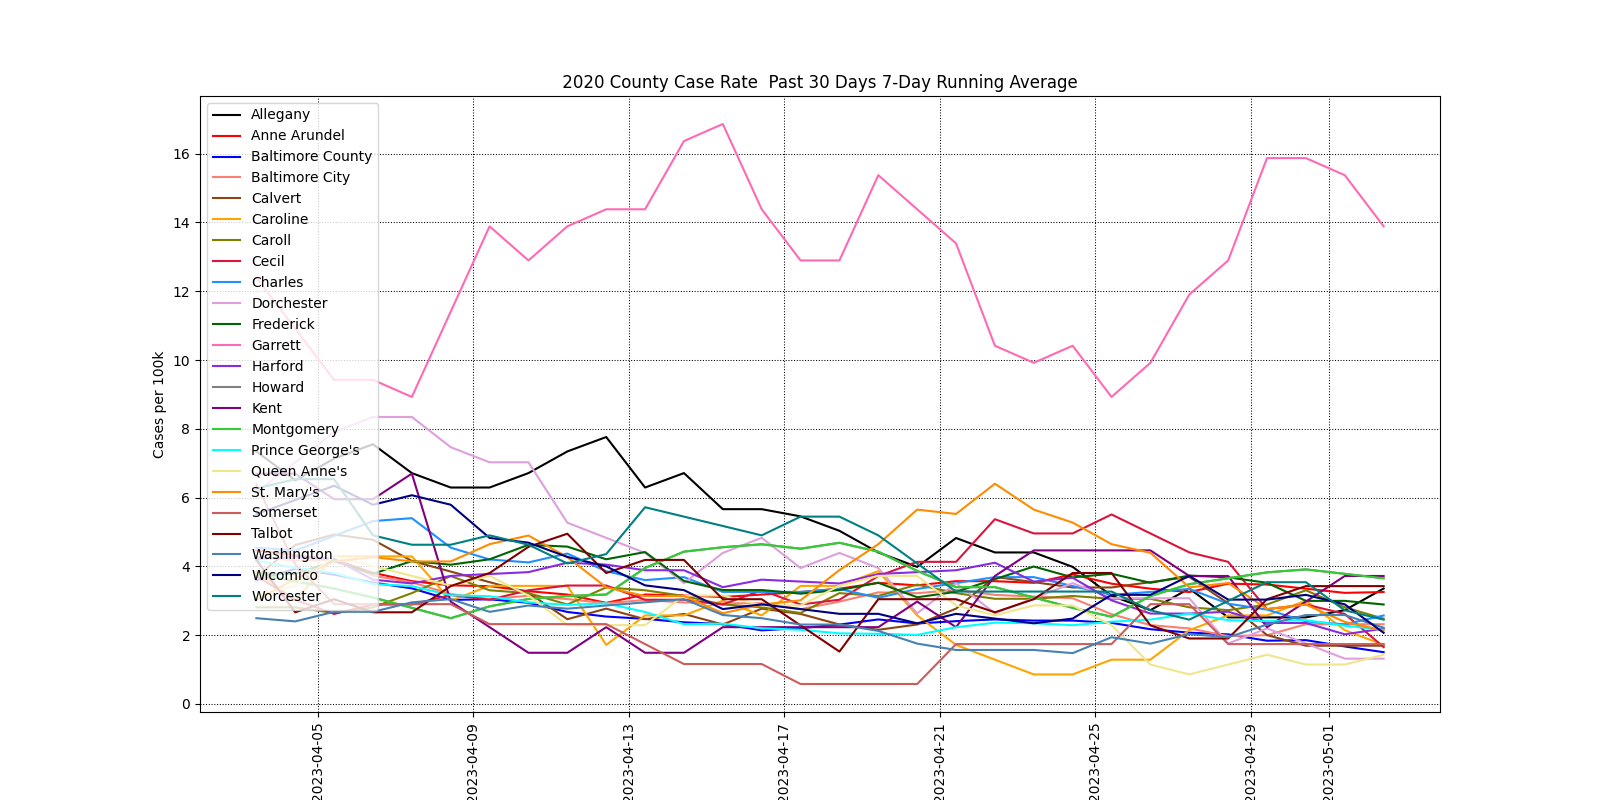 2020 County Case Rate  Past 30 Days 7-Day Running Average
Cases per 100k
16
14
12
10
8
6
4
2
0
Allegany
Anne Arundel
Baltimore County
Baltimore City
Calvert
Caroline
Caroll
Cecil
Charles
Dorchester
Frederick
Garrett
Harford
Howard
Kent
Montgomery
Prince George's
Queen Anne's
St. Mary's
Somerset
Talbot
Washington
Wicomico
Worcester
2023-04-05
2023-04-09
2023-04-13
2023-04-17
2023-04-21
2023-04-25
2023-04-29
2023-05-01